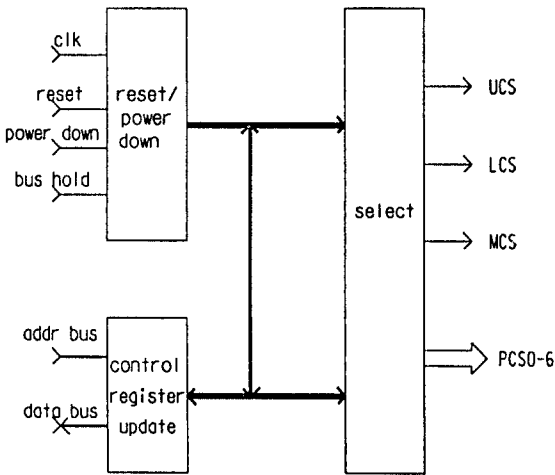 clk
reset
power down
bus hold
reset/
power
down
select
UCS
LCS
MCS
PCS0-6
addr bus
data bus
control
register
update